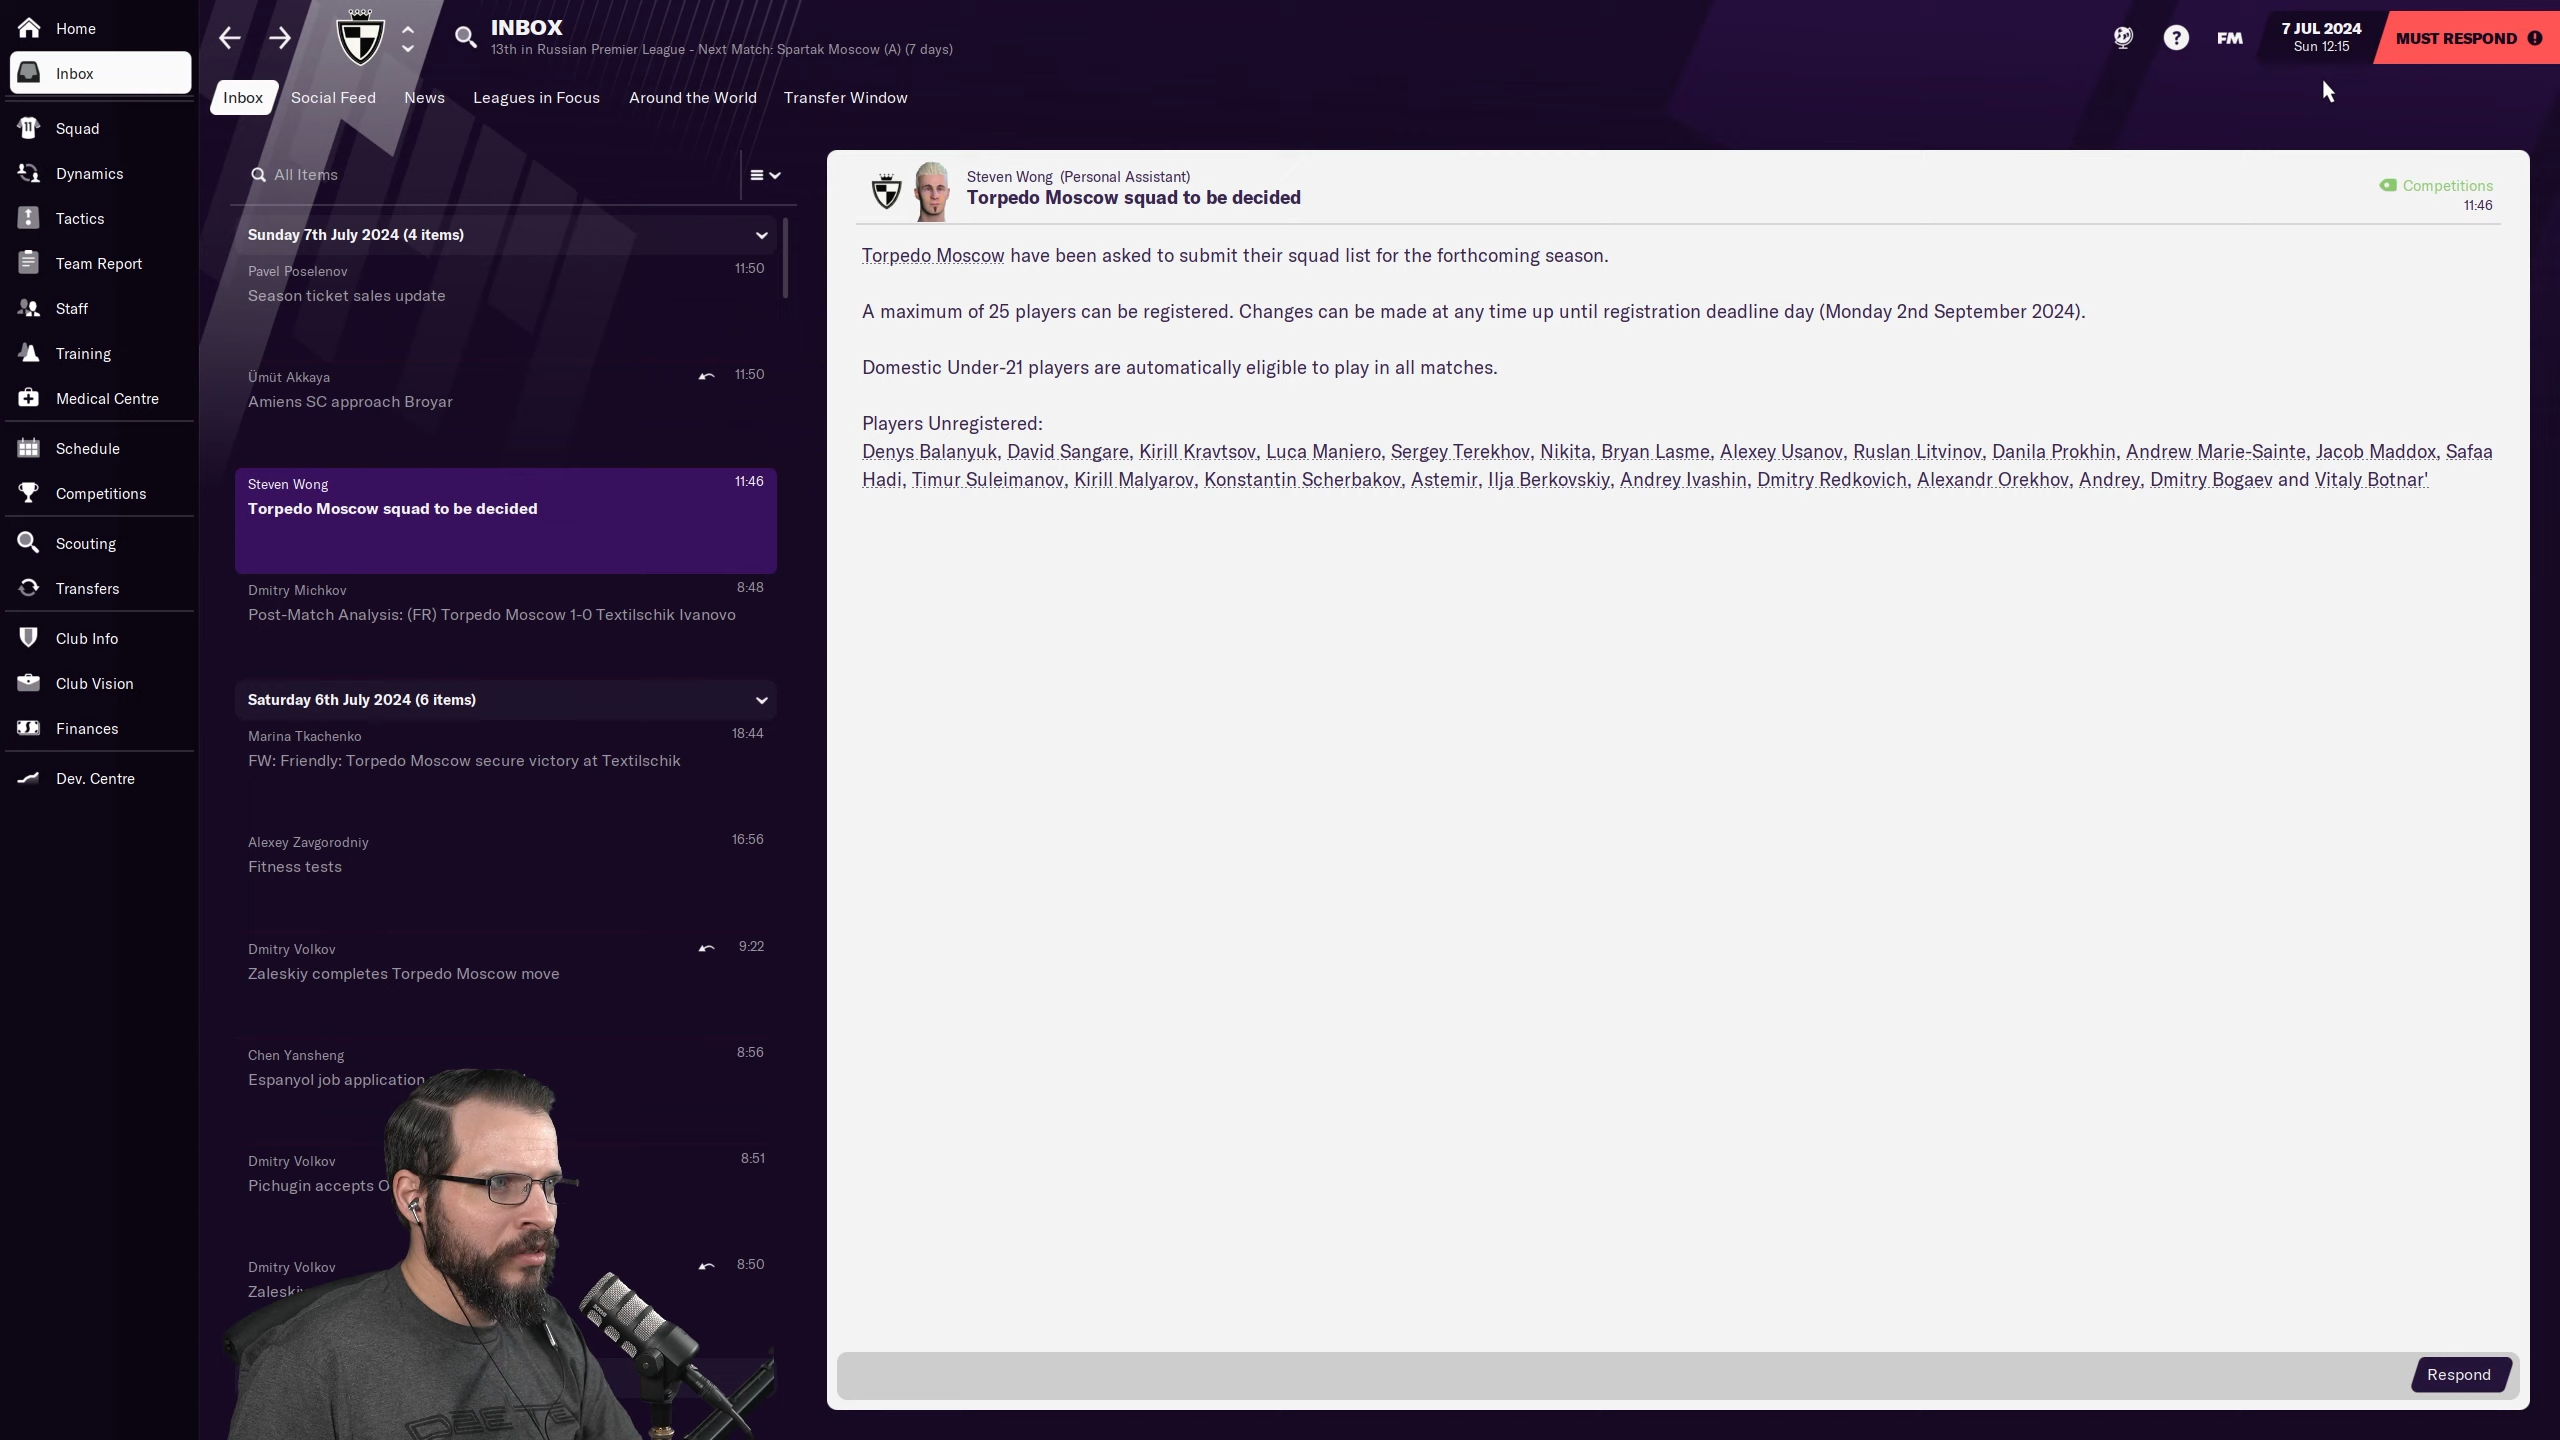 Home
Inbox
Squad
Dynamics
Tactics
Team Report
Staff
Training
Medical Centre
Schedule
Competitions
Scouting
Transfers
Club Info
Club Vision
Finances
Dev. Centre
INBOX
13th in Russian Premier League - Next Match: Spartak Moscow (A) (7 days)
FM
7 JUL 2024
Sun 12:15
MUST RESPOND
Inbox Social Feed News Leagues in Focus Around the World Transfer Window
All Items
Sunday 7th July 2024 (4 items)
Pavel Poselenov 11:50
Season ticket sales update
Ümüt Akkaya 11:50
Amiens SC approach Broyar
Steven Wong 11:46
Torpedo Moscow squad to be decided
Dmitry Michkov 8:48
Post-Match Analysis: (FR) Torpedo Moscow 1-0 Textilschik Ivanovo
Saturday 6th July 2024 (6 items)
Marina Tkachenko 18:44
FW: Friendly: Torpedo Moscow secure victory at Textilschik
Alexey Zavgorodniy 16:56
Fitness tests
Dmitry Volkov 9:22
Zaleskiy completes Torpedo Moscow move
Chen Yansheng 8:56
Espanyol job application
Dmitry Volkov 8:51
Pichugin accepts
Dmitry Volkov 8:50
Steven Wong (Personal Assistant)
Torpedo Moscow squad to be decided
Competitions
11:46
Torpedo Moscow have been asked to submit their squad list for the forthcoming season.
A maximum of 25 players can be registered. Changes can be made at any time up until registration deadline day (Monday 2nd September 2024).
Domestic Under-21 players are automatically eligible to play in all matches.
Players Unregistered:
Denys Balanyuk, David Sangare, Kirill Kravtsov, Luca Maniero, Sergey Terekhov, Nikita, Bryan Lasme, Alexey Usanov, Ruslan Litvinov, Danila Prokhin, Andrew Marie-Sainte, Jacob Maddox, Safaa
Hadi, Timur Suleimanov, Kirill Malyarov, Konstantin Scherbakov, Astemir, Ilja Berkovskiy, Andrey Ivashin, Dmitry Redkovich, Alexandr Orekhov, Andrey, Dmitry Bogaev and Vitaly Botnar'
Respond